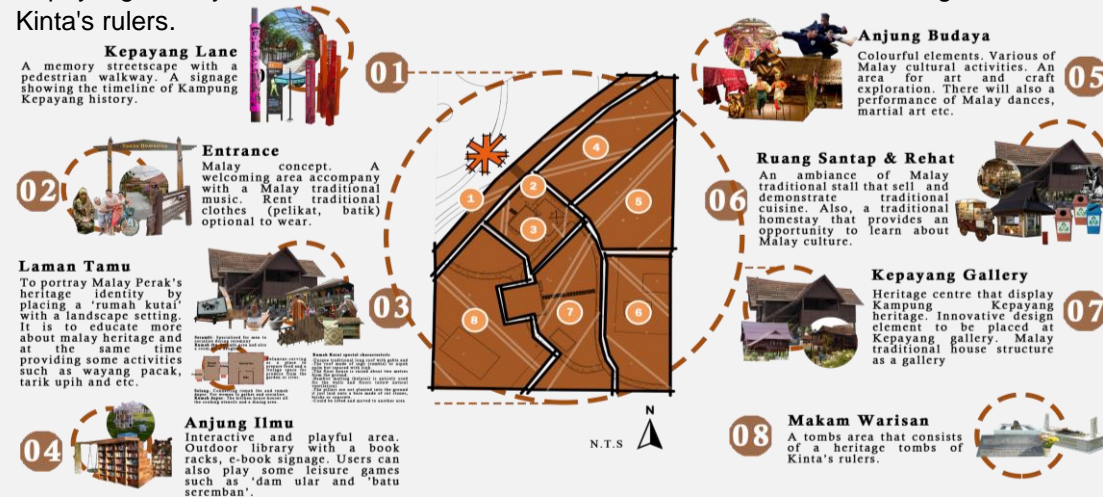 Kinta's rulers.
Kepayang Lane
A memory streetscape with a
pedestrian walkway. A signage
showing the timeline of Kampung
Kepayang history.
01
02
Entrance
Malay concept. A
welcoming area accompany
with a Malay traditional
music. Rent traditional
clothes (pelikat, batik)
optional to wear.
Laman Tamu
To portray Malay Perak's
heritage identity by
placing a 'rumah kutai'
with a landscape setting.
It is to educate more
about malay heritage and
at the same time
providing some activities
such as wayang pacak,
tarik upih and etc.
03
04
Anjung Ilmu
Interactive and playful area.
Outdoor library with a book
racks, e-book signage. Users can
also play some leisure games
such as 'dam ular and 'batu
seremban'.
1
2
3
4
5
6
7
8
N.T.S
N
Anjung Budaya
Colourful elements. Various of
Malay cultural activities. An
area for art and craft
exploration. There will also a
performance of Malay dances,
martial art etc.
05
Ruang Santap & Rehat
An ambiance of Malay
traditional stall that sell and
demonstrate traditional
cuisine. Also, a traditional
homestay that provides an
opportunity to learn about
Malay culture.
06
Kepayang Gallery
Heritage centre that display
Kampung Kepayang
heritage. Innovative design
element to be placed at
Kepayang gallery. Malay
traditional house structure
as a gallery
07
08
Makam Warisan
A tombs area that consists
of a heritage tombs of
Kinta's rulers.